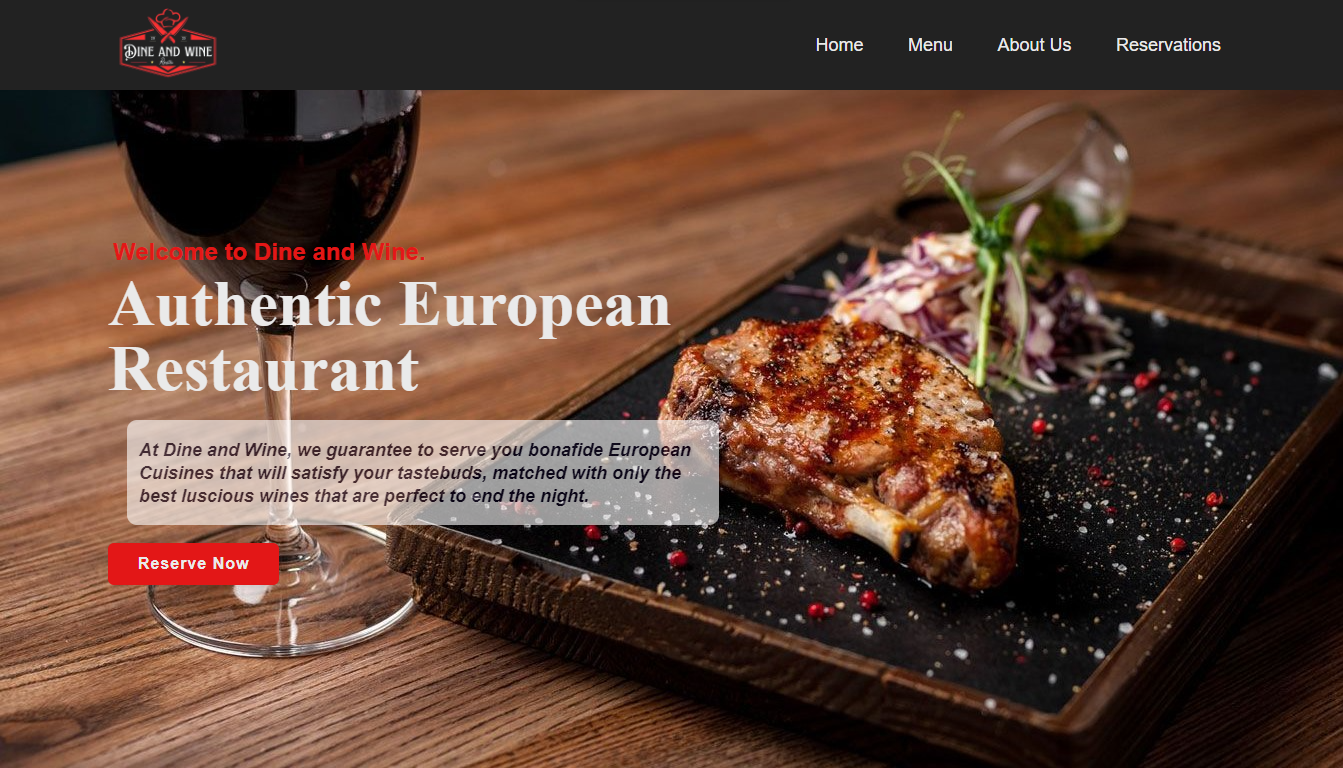 DINE AND WINE
Home Menu About Us Reservations
Welcome to Dine and Wine.
Authentic European
Restaurant
At Dine and Wine, we guarantee to serve you bonafide European
Cuisines that will satisfy your tastebuds, matched with only the
best luscious wines that are perfect to end the night.
Reserve Now